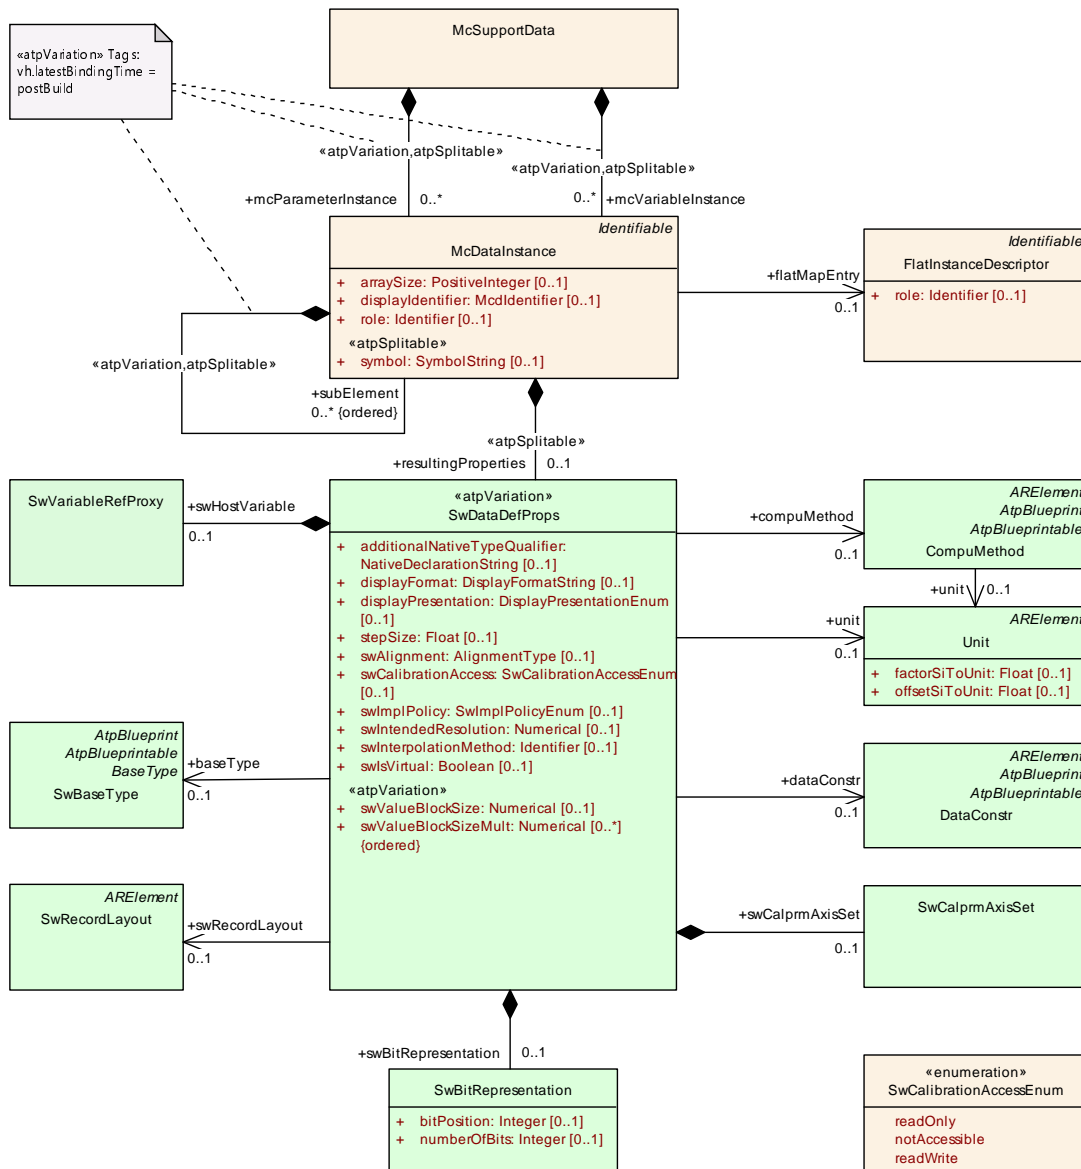 McSupportData
«atpVariation» Tags:
vh.latestBindingTime =
postBuild
«atpVariation,atpSplitable»
«atpVariation,atpSplitable»
+mcParameterInstance
0..*
0..*
+mcVariableInstance
Identifiable
McDataInstance
+ arraySize: PositiveInteger [0..1]
+ displayIdentifier: McdIdentifier [0..1]
+ role: Identifier [0..1]
«atpSplitable»
+ symbol: SymbolString [0..1]
+flatMapEntry
0..1
Identifiable
FlatInstanceDescriptor
+ role: Identifier [0..1]
«atpVariation,atpSplitable»
+subElement
0..* {ordered}
«atpSplitable»
+resultingProperties
0..1
SwVariableRefProxy
+swHostVariable
0..1
«atpVariation»
SwDataDefProps
+ additionalNativeTypeQualifier:
NativeDeclarationString [0..1]
+ displayFormat: DisplayFormatString [0..1]
+ displayPresentation: DisplayPresentationEnum
[0..1]
+ stepSize: Float [0..1]
+ swAlignment: AlignmentType [0..1]
+ swCalibrationAccess: SwCalibrationAccessEnum
[0..1]
+ swImplPolicy: SwImplPolicyEnum [0..1]
+ swIntendedResolution: Numerical [0..1]
+ swInterpolationMethod: Identifier [0..1]
+ swIsVirtual: Boolean [0..1]
«atpVariation»
+ swValueBlockSize: Numerical [0..1]
+ swValueBlockSizeMult: Numerical [0..*]
{ordered}
+compuMethod
0..1
ARElement
AtpBlueprint
AtpBlueprintable
CompuMethod
+unit
0..1
+unit
0..1
ARElement
Unit
+ factorSiToUnit: Float [0..1]
+ offsetSiToUnit: Float [0..1]
AtpBlueprint
AtpBlueprintable
BaseType
SwBaseType
+baseType
0..1
+dataConstr
0..1
ARElement
AtpBlueprint
AtpBlueprintable
DataConstr
ARElement
SwRecordLayout
+swRecordLayout
0..1
+swCalprmAxisSet
0..1
SwCalprmAxisSet
+swBitRepresentation
0..1
SwBitRepresentation
+ bitPosition: Integer [0..1]
+ numberOfBits: Integer [0..1]
«enumeration»
SwCalibrationAccessEnum
readOnly
notAccessible
readWrite